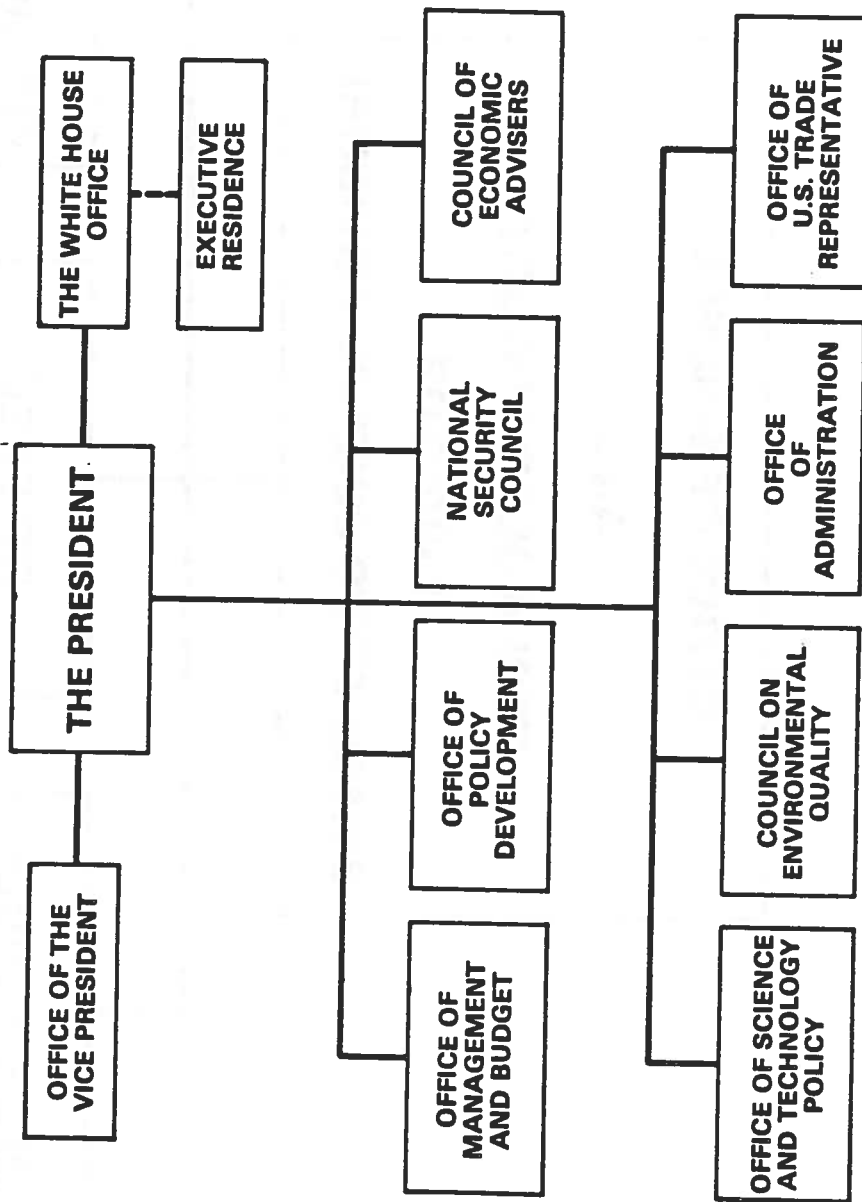 OFFICE OF THE
VICE PRESIDENT
THE PRESIDENT
THE WHITE HOUSE
OFFICE
EXECUTIVE
RESIDENCE
OFFICE OF
MANAGEMENT
AND BUDGET
OFFICE OF
POLICY
DEVELOPMENT
NATIONAL
SECURITY
COUNCIL
COUNCIL OF
ECONOMIC
ADVISERS
OFFICE OF SCIENCE
AND TECHNOLOGY
POLICY
COUNCIL ON
ENVIRONMENTAL
QUALITY
OFFICE
OF
ADMINISTRATION
OFFICE OF
U.S. TRADE
REPRESENTATIVE